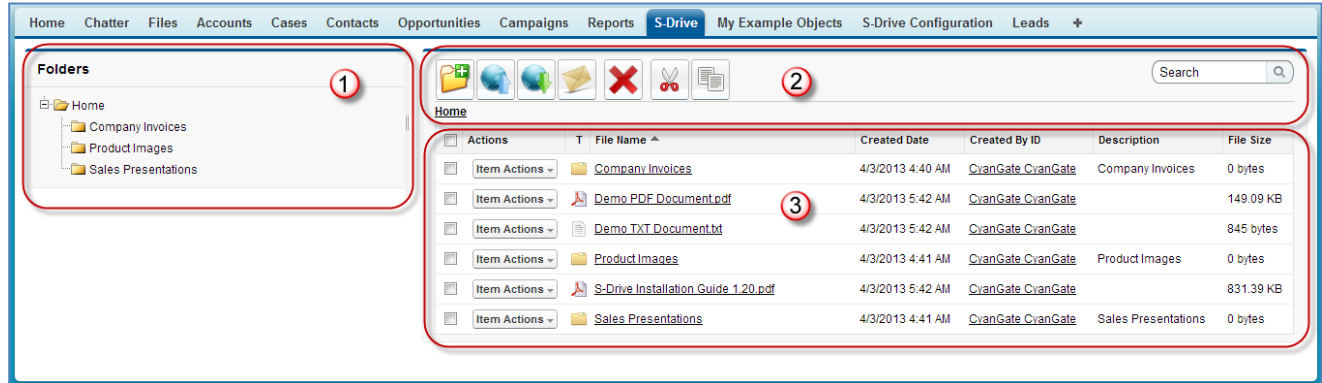 Home Chatter Files Accounts Cases Contacts Opportunities Campaigns Reports S-Drive My Example Objects S-Drive Configuration Leads +
Folders
1
Home
Company Invoices
Product Images
Sales Presentations
2
Search
Home
Actions T File Name Created Date Created By ID Description File Size
Item Actions Company Invoices 4/3/2013 4:40 AM CyanGate CyanGate Company Invoices 0 bytes
Item Actions Demo PDF Document.pdf 4/3/2013 5:42 AM CyanGate CyanGate 149.09 KB
3
Item Actions Demo TXT Document.txt 4/3/2013 5:42 AM CyanGate CyanGate 845 bytes
Item Actions Product Images 4/3/2013 4:41 AM CyanGate CyanGate Product Images 0 bytes
Item Actions S-Drive Installation Guide 1.20.pdf 4/3/2013 5:42 AM CyanGate CyanGate 831.39 KB
Item Actions Sales Presentations 4/3/2013 4:41 AM CyanGate CyanGate Sales Presentations 0 bytes